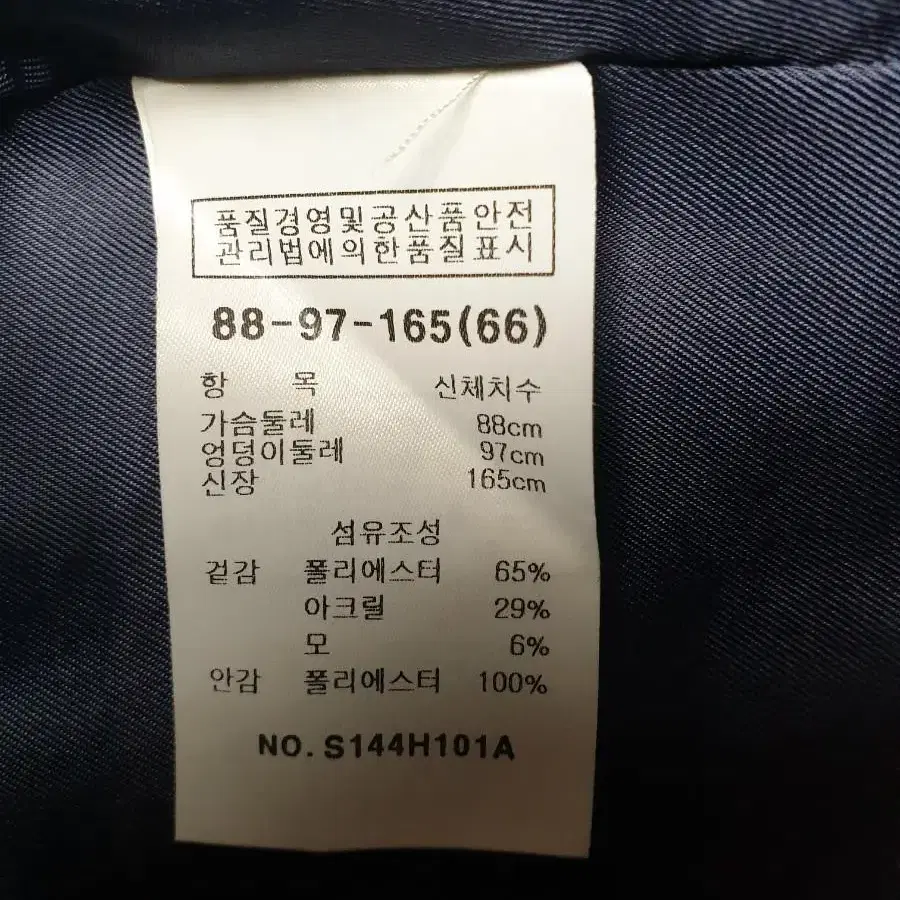 품질경영및공산품안전
관리법에의한품질표시
88-97-165(66)
항 목 신체치수
가슴둘레 88cm
엉덩이둘레 97cm
신장 165cm
섬유조성
겉감 폴리에스터 65%
아크릴 29%
모 6%
안감 폴리에스터 100%
NO. S144H101A